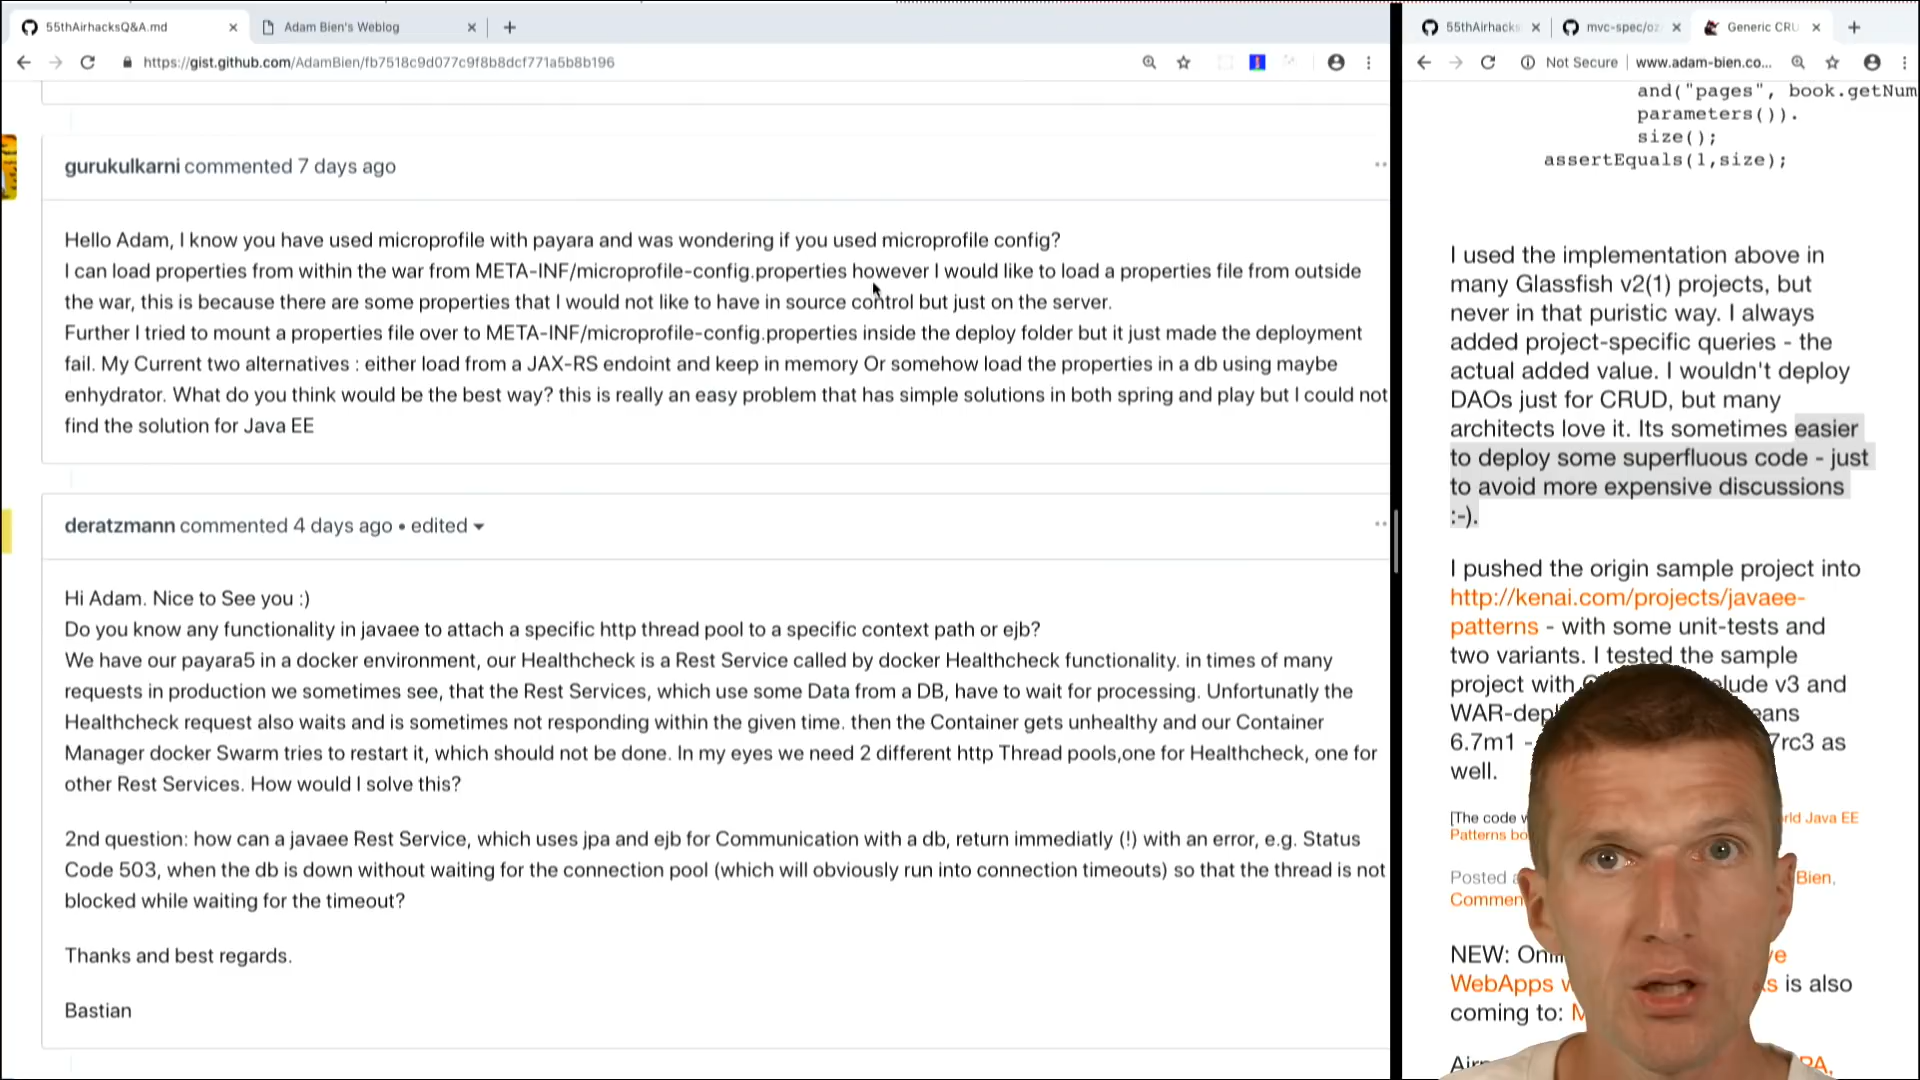 55thAirhacksQ&A.md
Adam Bien's Weblog
https://gist.github.com/AdamBien/fb7518c9d077c9f8b8dcf771a5b8b196
gurukulkarni commented 7 days ago
Hello Adam, I know you have used microprofile with payara and was wondering if you used microprofile config?
I can load properties from within the war from META-INF/microprofile-config.properties however I would like to load a properties file from outside
the war, this is because there are some properties that I would not like to have in source control but just on the server.
Further I tried to mount a properties file over to META-INF/microprofile-config.properties inside the deploy folder but it just made the deployment
fail. My Current two alternatives : either load from a JAX-RS endoint and keep in memory Or somehow load the properties in a db using maybe
enhydrator. What do you think would be the best way? this is really an easy problem that has simple solutions in both spring and play but I could not
find the solution for Java EE
deratzmann commented 4 days ago • edited
Hi Adam. Nice to See you :)
Do you know any functionality in javaee to attach a specific http thread pool to a specific context path or ejb?
We have our payara5 in a docker environment, our Healthcheck is a Rest Service called by docker Healthcheck functionality. in times of many
requests in production we sometimes see, that the Rest Services, which use some Data from a DB, have to wait for processing. Unfortunatly the
Healthcheck request also waits and is sometimes not responding within the given time. then the Container gets unhealthy and our Container
Manager docker Swarm tries to restart it, which should not be done. In my eyes we need 2 different http Thread pools,one for Healthcheck, one for
other Rest Services. How would I solve this?
2nd question: how can a javaee Rest Service, which uses jpa and ejb for Communication with a db, return immediatly (!) with an error, e.g. Status
Code 503, when the db is down without waiting for the connection pool (which will obviously run into connection timeouts) so that the thread is not
blocked while waiting for the timeout?
Thanks and best regards.
Bastian
55thAirhacks
mvc-spec/oz
Generic CRU
Not Secure
www.adam-bien.co...
and("pages", book.getNum
parameters()).
size();
assertEquals(1,size);
I used the implementation above in
many Glassfish v2(1) projects, but
never in that puristic way. I always
added project-specific queries - the
actual added value. I wouldn't deploy
DAOs just for CRUD, but many
architects love it. Its sometimes easier
to deploy some superfluous code - just
to avoid more expensive discussions
:-).
I pushed the origin sample project into
http://kenai.com/projects/javaee-
patterns - with some unit-tests and
two variants. I tested the sample
project with lude v3 and
WAR-dep eans
6.7m1 - 7rc3 as
well.
[The code Java EE
Patterns
Posted Bien,
NEW:
WebApps is also
coming to: